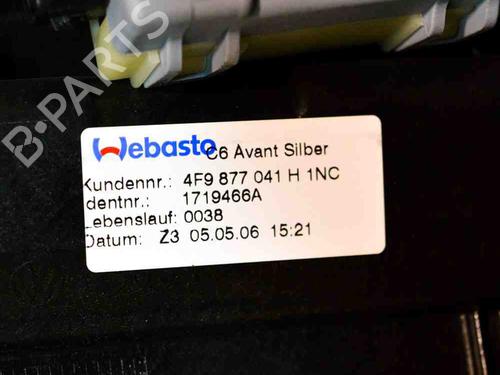 Webasto C6 Avant Silber
Kundennr.: 4F9 877 041 H 1NC
dentnr.: 1719466A
Lebenslauf: 0038
Datum: Z3 05.05.06 15:21
B-PARTS